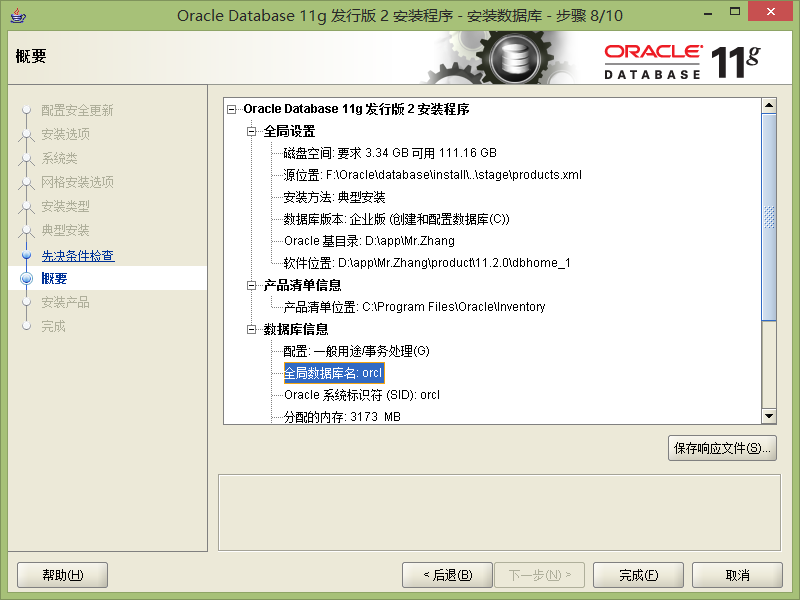 Oracle Database 11g 发行版 2 安装程序 - 安装数据库 - 步骤 8/10
概要
ORACLE
DATABASE 11g
配置安全更新
安装选项
系统类
网格安装选项
安装类型
典型安装
先决条件检查
概要
安装产品
完成
Oracle Database 11g 发行版 2 安装程序
全局设置
磁盘空间: 要求 3.34 GB 可用 111.16 GB
源位置: F:\Oracle\database\install\..\stage\products.xml
安装方法: 典型安装
数据库版本: 企业版 (创建和配置数据库(C))
Oracle 基目录: D:\app\Mr.Zhang
软件位置: D:\app\Mr.Zhang\product\11.2.0\dbhome_1
产品清单信息
产品清单位置: C:\Program Files\Oracle\Inventory
数据库信息
配置: 一般用途/事务处理(G)
全局数据库名: orcl
Oracle 系统标识符 (SID): orcl
分配的内存: 3173 MB
保存响应文件(S)...
帮助(H)
< 后退(B)
下一步(N) >
完成(F)
取消